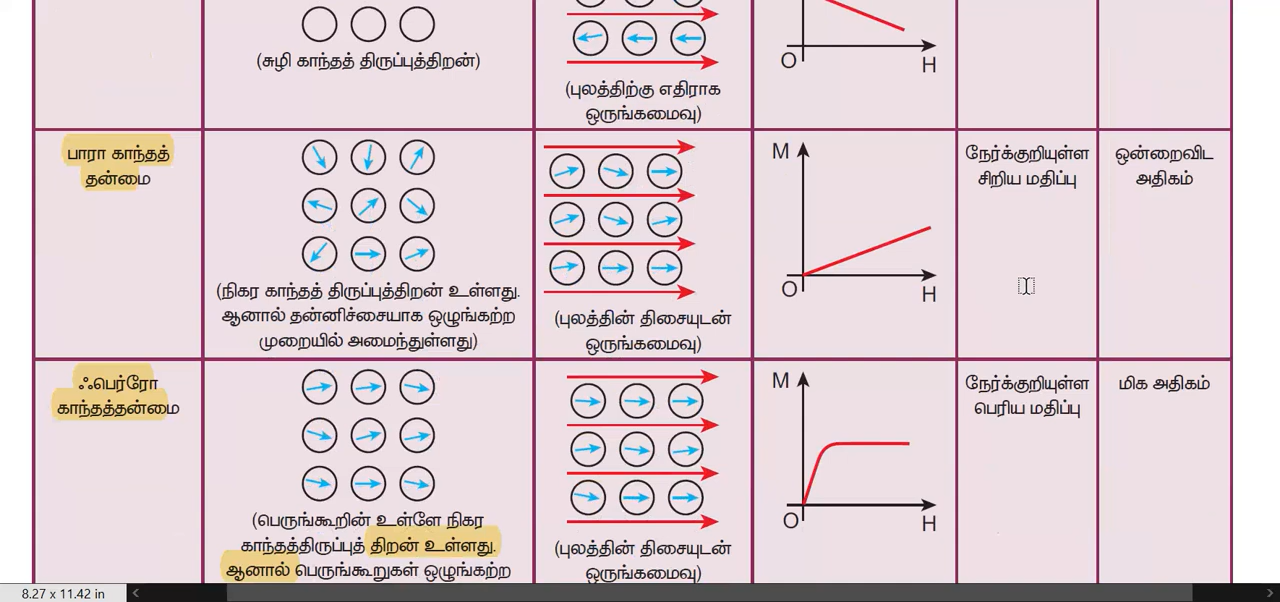 (சுழி காந்தத் திருப்புத்திறன்)
(புலத்திற்கு எதிராக
ஒருங்கமைவு)
O
H
பாரா காந்தத்
தன்மை
(நிகர காந்தத் திருப்புத்திறன் உள்ளது.
ஆனால் தன்னிச்சையாக ஒழுங்கற்ற
முறையில் அமைந்துள்ளது)
(புலத்தின் திசையுடன்
ஒருங்கமைவு)
M
O
H
நேர்க்குறியுள்ள
சிறிய மதிப்பு
ஒன்றைவிட
அதிகம்
ஃபெர்ரோ
காந்தத்தன்மை
(பெருங்கூறின் உள்ளே நிகர
காந்தத்திருப்புத் திறன் உள்ளது.
ஆனால் பெருங்கூறுகள் ஒழுங்கற்ற
(புலத்தின் திசையுடன்
ஒருங்கமைவு)
M
O
H
நேர்க்குறியுள்ள
பெரிய மதிப்பு
மிக அதிகம்
8.27 x 11.42 in